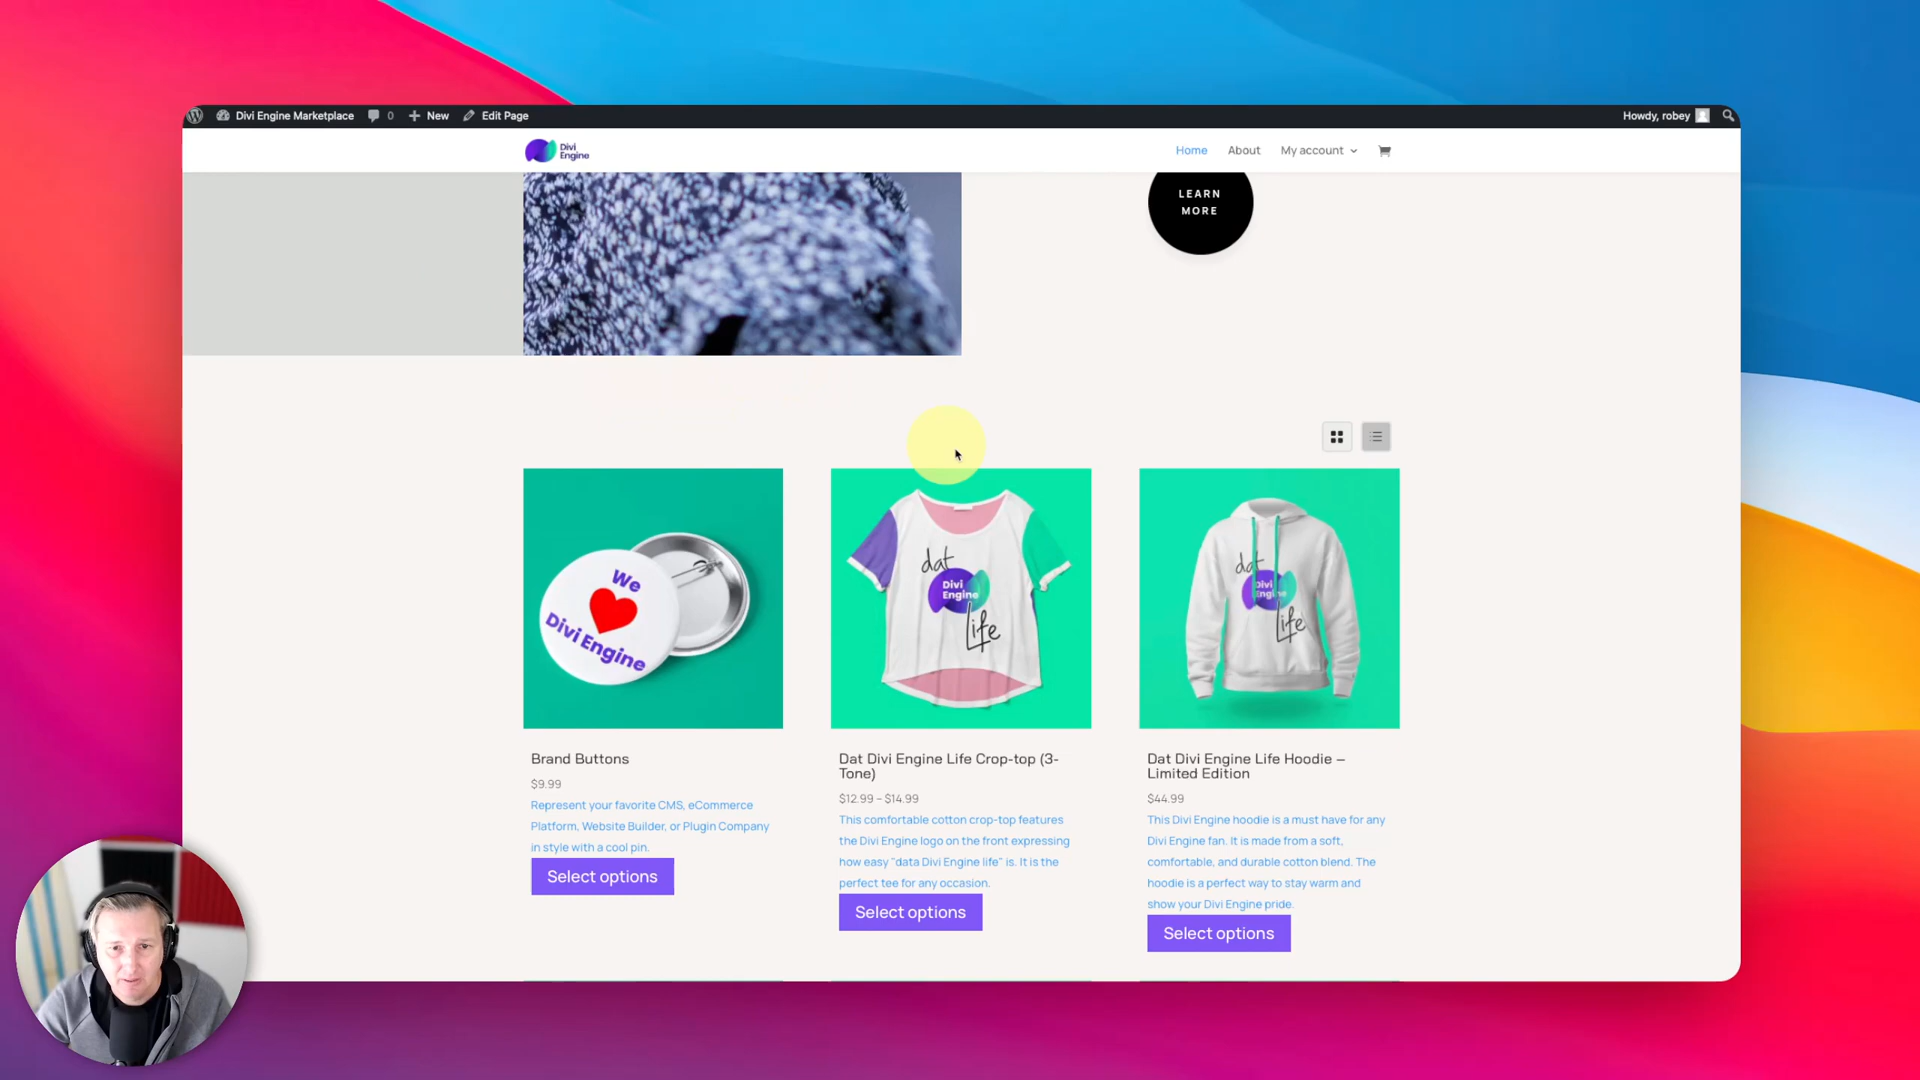 Divi Engine Marketplace 0 New Edit Page Howdy, robey
Divi
Engine
Home About My account
LEARN
MORE
We
Divi Engine
dat
Divi
Engine
Life
dat
Divi
Engine
Life
Brand Buttons
$9.99
Represent your favorite CMS, eCommerce
Platform, Website Builder, or Plugin Company
in style with a cool pin.
Select options
Dat Divi Engine Life Crop-top (3-
Tone)
$12.99 – $14.99
This comfortable cotton crop-top features
the Divi Engine logo on the front expressing
how easy "data Divi Engine life" is. It is the
perfect tee for any occasion.
Select options
Dat Divi Engine Life Hoodie –
Limited Edition
$44.99
This Divi Engine hoodie is a must have for any
Divi Engine fan. It is made from a soft,
comfortable, and durable cotton blend. The
hoodie is a perfect way to stay warm and
show your Divi Engine pride.
Select options